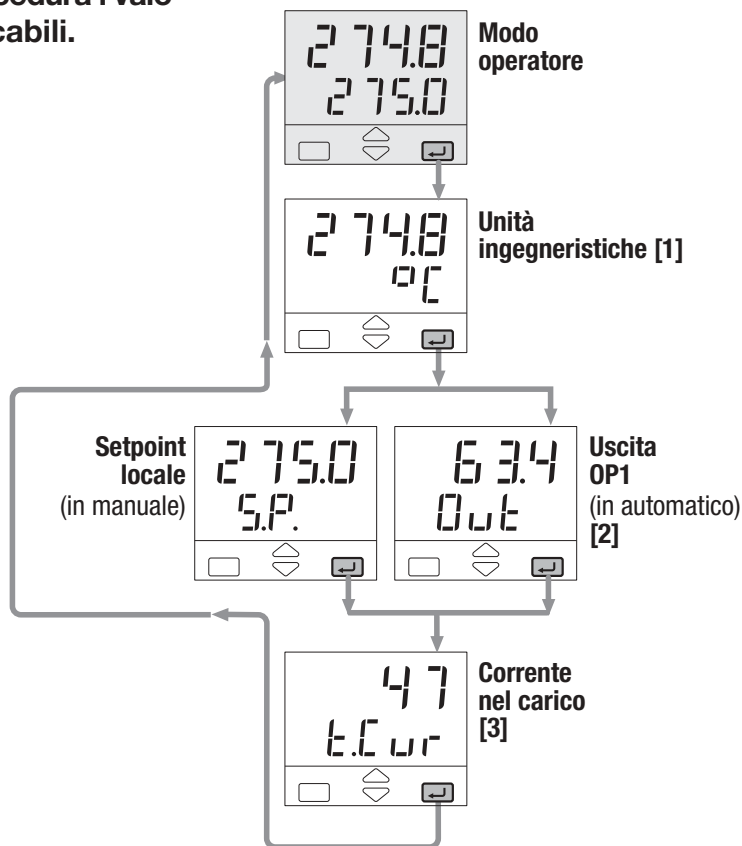 cabili.
274.8
275.0
Modo
operatore
274.8
°C
Unità
ingegneristiche [1]
Setpoint
locale
(in manuale)
275.0
S.P.
63.4
Out
Uscita
OP1
(in automatico)
[2]
47
t.Cur
Corrente
nel carico
[3]